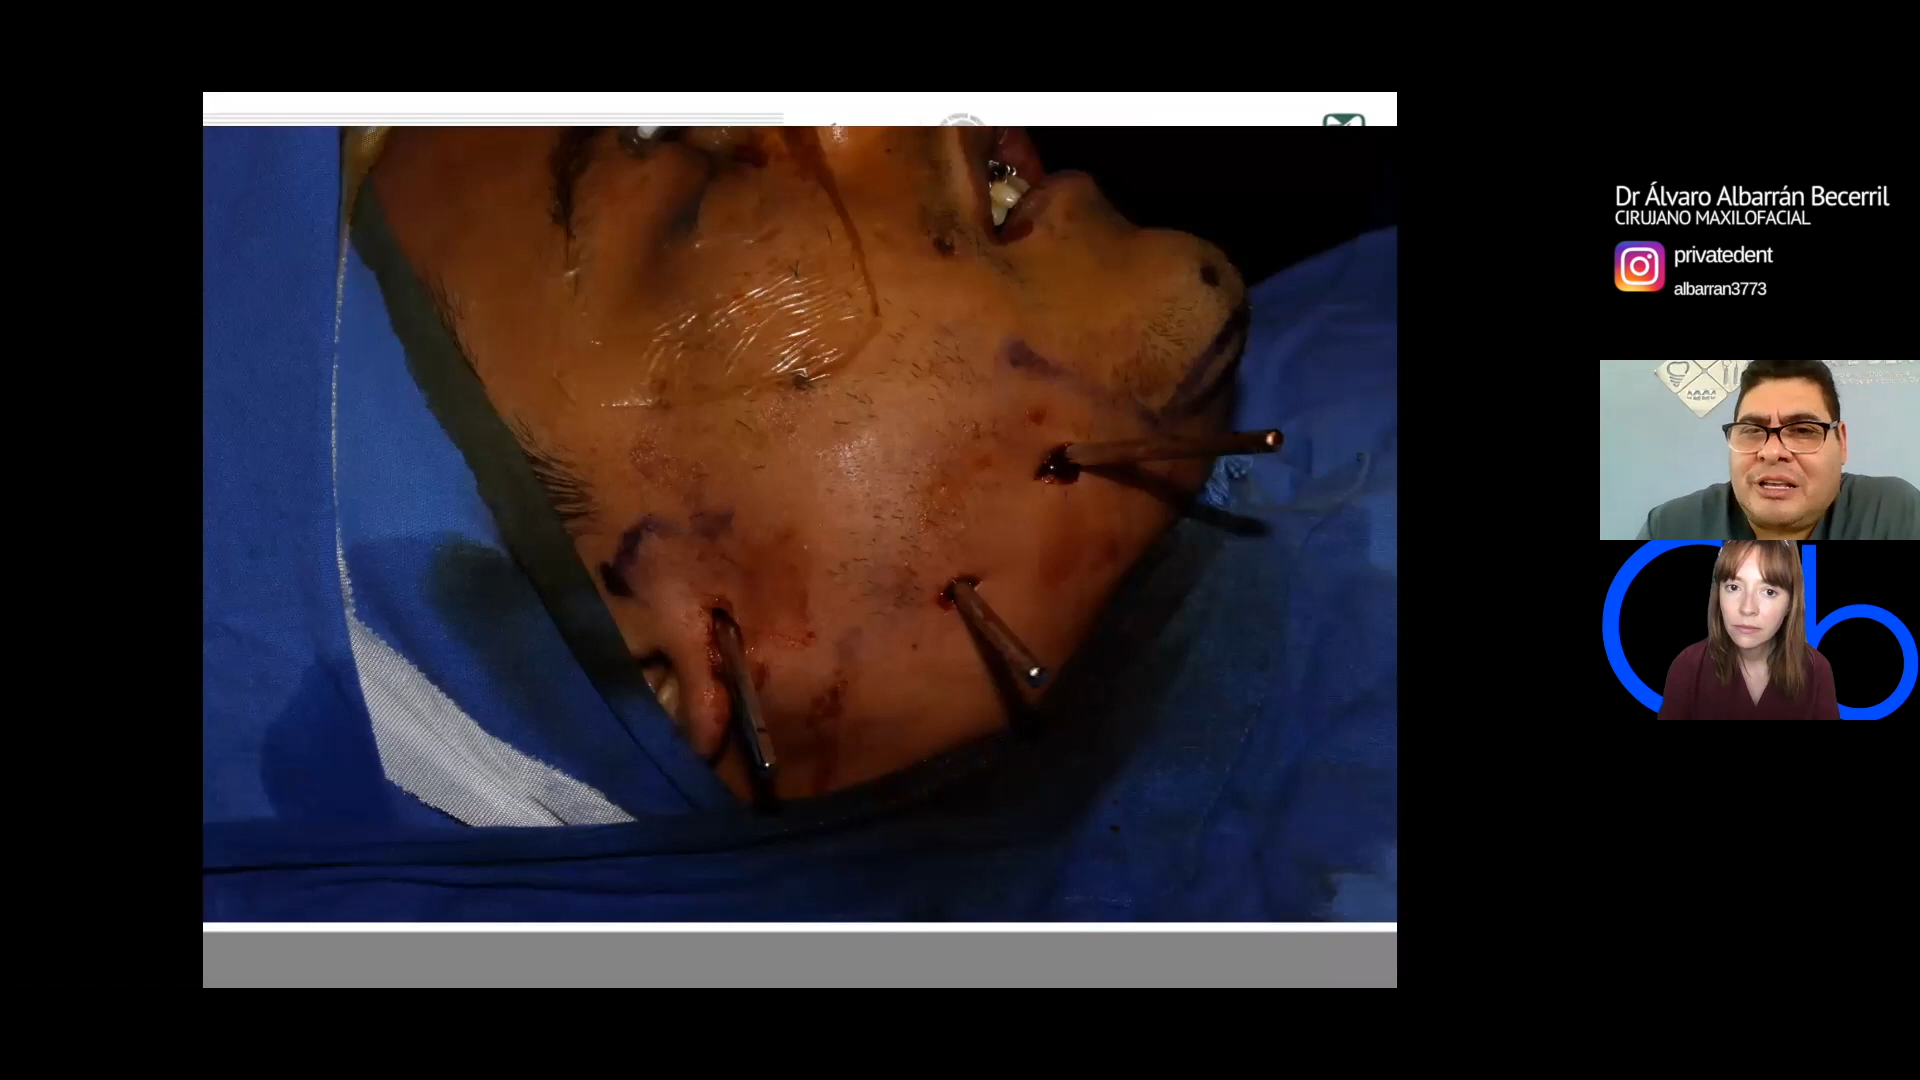 Dr Álvaro Albarrán Becerril
CIRUJANO MAXILOFACIAL
privatedent
albarran3773